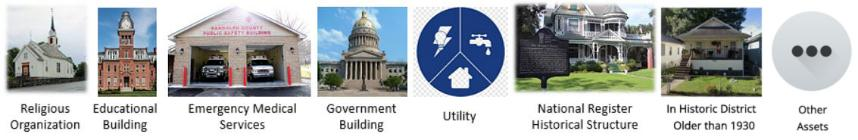 RANDOLPH COUNTY
PUBLIC SAFETY BUILDING
Religious
Organization
Educational
Building
Emergency Medical
Services
Government
Building
Utility
National Register
Historical Structure
In Historic District
Older than 1930
Other
Assets